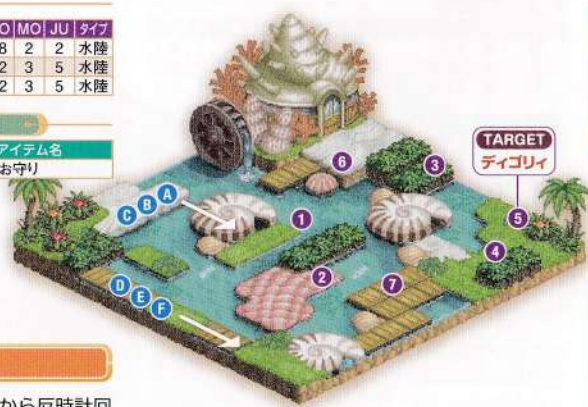 O MO JU タイプ
8 2 2 水陸
2 3 5 水陸
2 3 5 水陸
アイテム名
お守り
TARGET
ディゴリィ
6
3
5
C B A
1
4
2
D E F
7
から反時計回